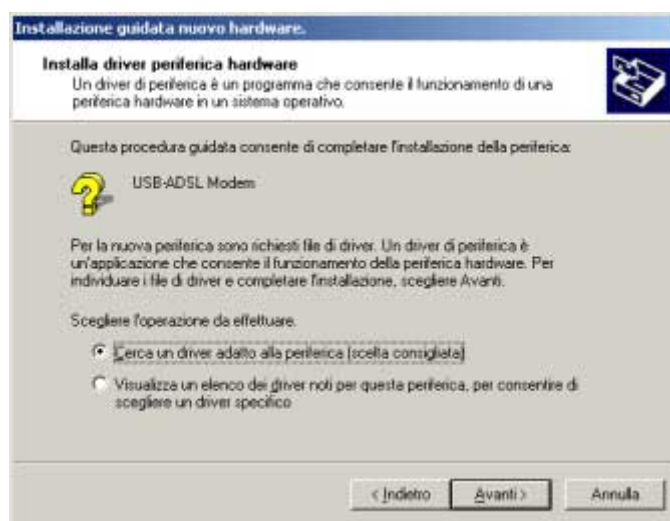 Installazione guidata nuovo hardware.
Installa driver periferica hardware
Un driver di periferica è un programma che consente il funzionamento di una
periferica hardware in un sistema operativo.
Questa procedura guidata consente di completare l'installazione della periferica:
USB-ADSL Modem
Per la nuova periferica sono richiesti file di driver. Un driver di periferica è
un'applicazione che consente il funzionamento della periferica hardware. Per
individuare i file di driver e completare l'installazione, scegliere Avanti.
Scegliere l'operazione da effettuare.
Cerca un driver adatto alla periferica (scelta consigliata)
Visualizza un elenco dei driver noti per questa periferica, per consentire di
scegliere un driver specifico
< Indietro Avanti > Annulla